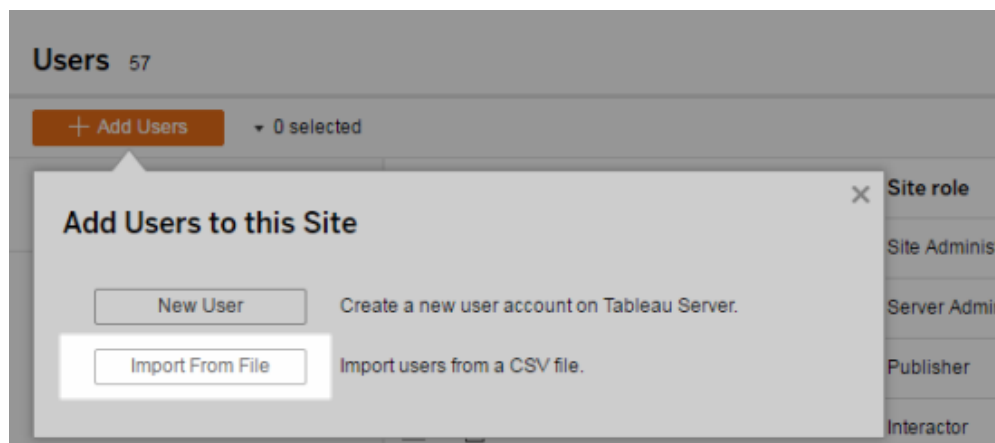 Users 57
+ Add Users 0 selected
Site role
Add Users to this Site
Site Adminis
New User Create a new user account on Tableau Server.
Server Admi
Import From File Import users from a CSV file.
Publisher
Interactor